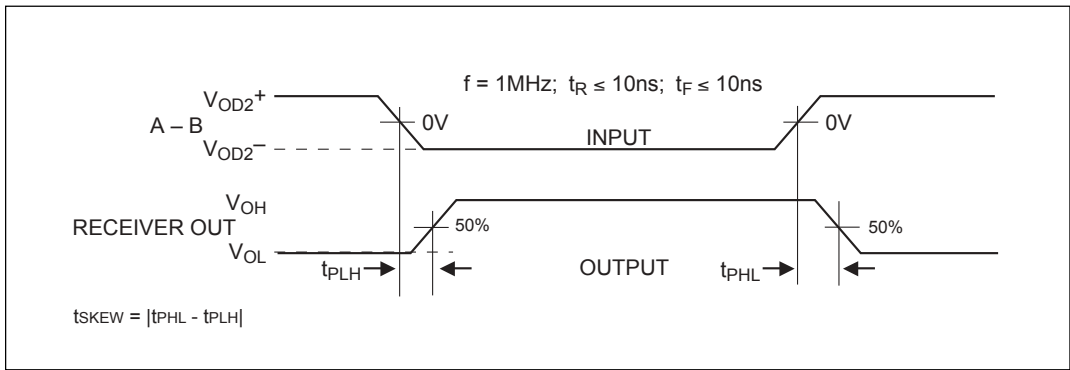 f = 1MHz; tR ≤ 10ns; tF ≤ 10ns
VOD2+
A – B
0V
0V
INPUT
VOD2–
VOH
RECEIVER OUT
50%
50%
VOL
tPLH
OUTPUT
tPHL
tSKEW = |tPHL - tPLH|